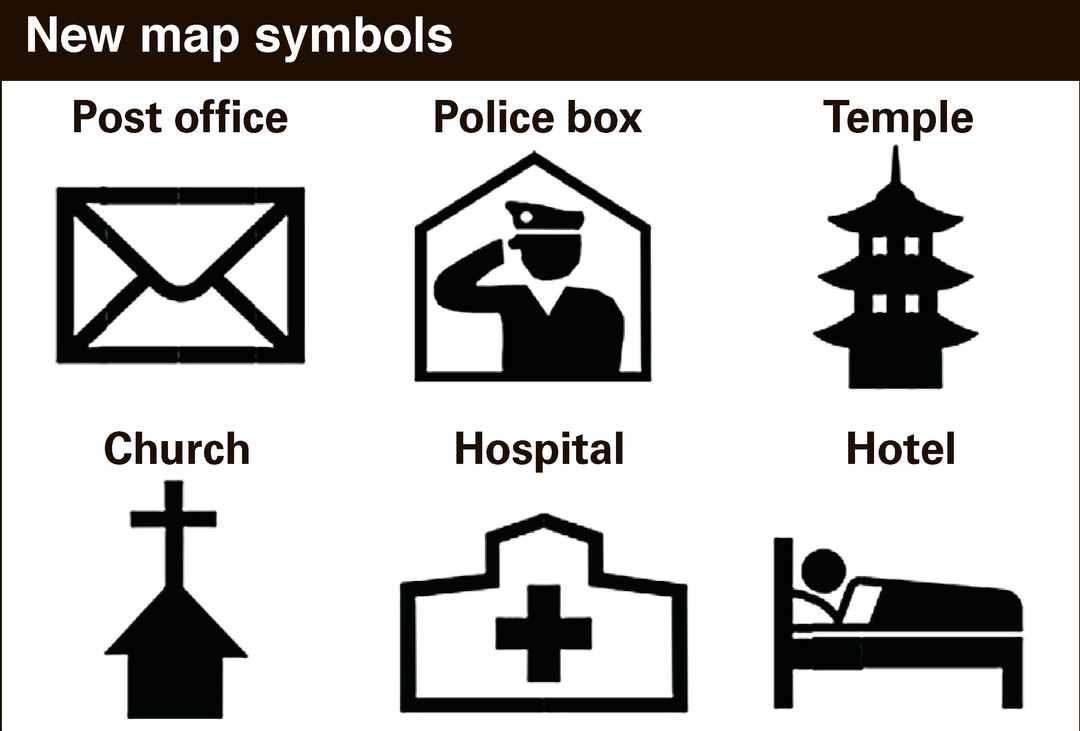 New map symbols
Post office
Police box
Temple
Church
Hospital
Hotel